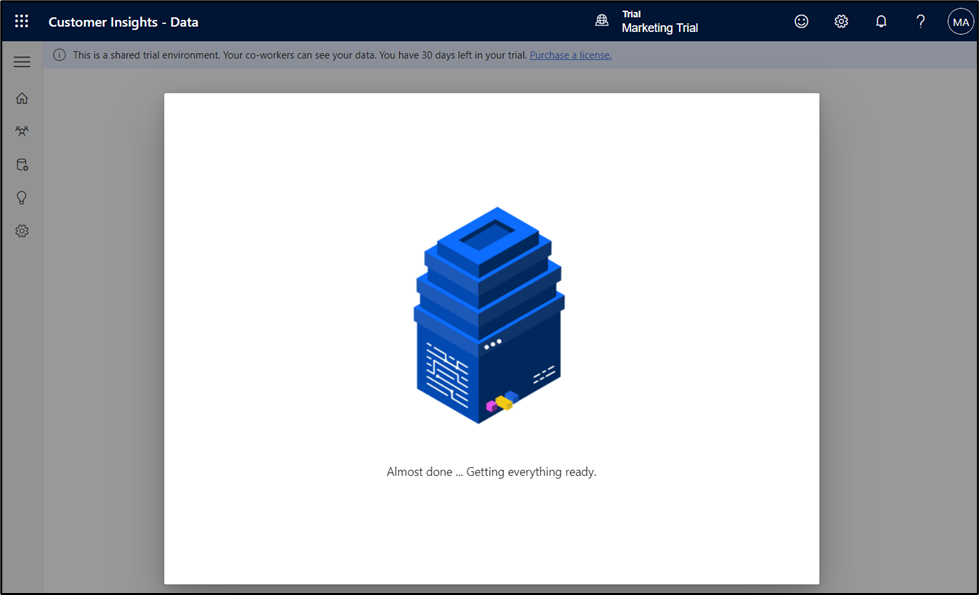 Customer Insights - Data
Trial
Marketing Trial
MA
This is a shared trial environment. Your co-workers can see your data. You have 30 days left in your trial. Purchase a license.
Almost done ... Getting everything ready.